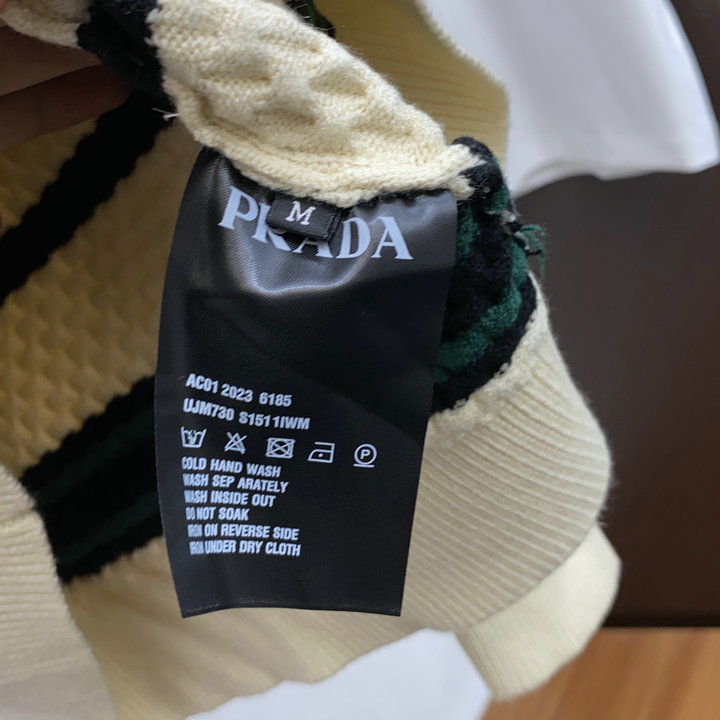 PRADA
M
AC01 2023 6185
UJM730 S1511IWM
P
COLD HAND WASH
WASH SEP ARATELY
WASH INSIDE OUT
DO NOT SOAK
IRON ON REVERSE SIDE
IRON UNDER DRY CLOTH